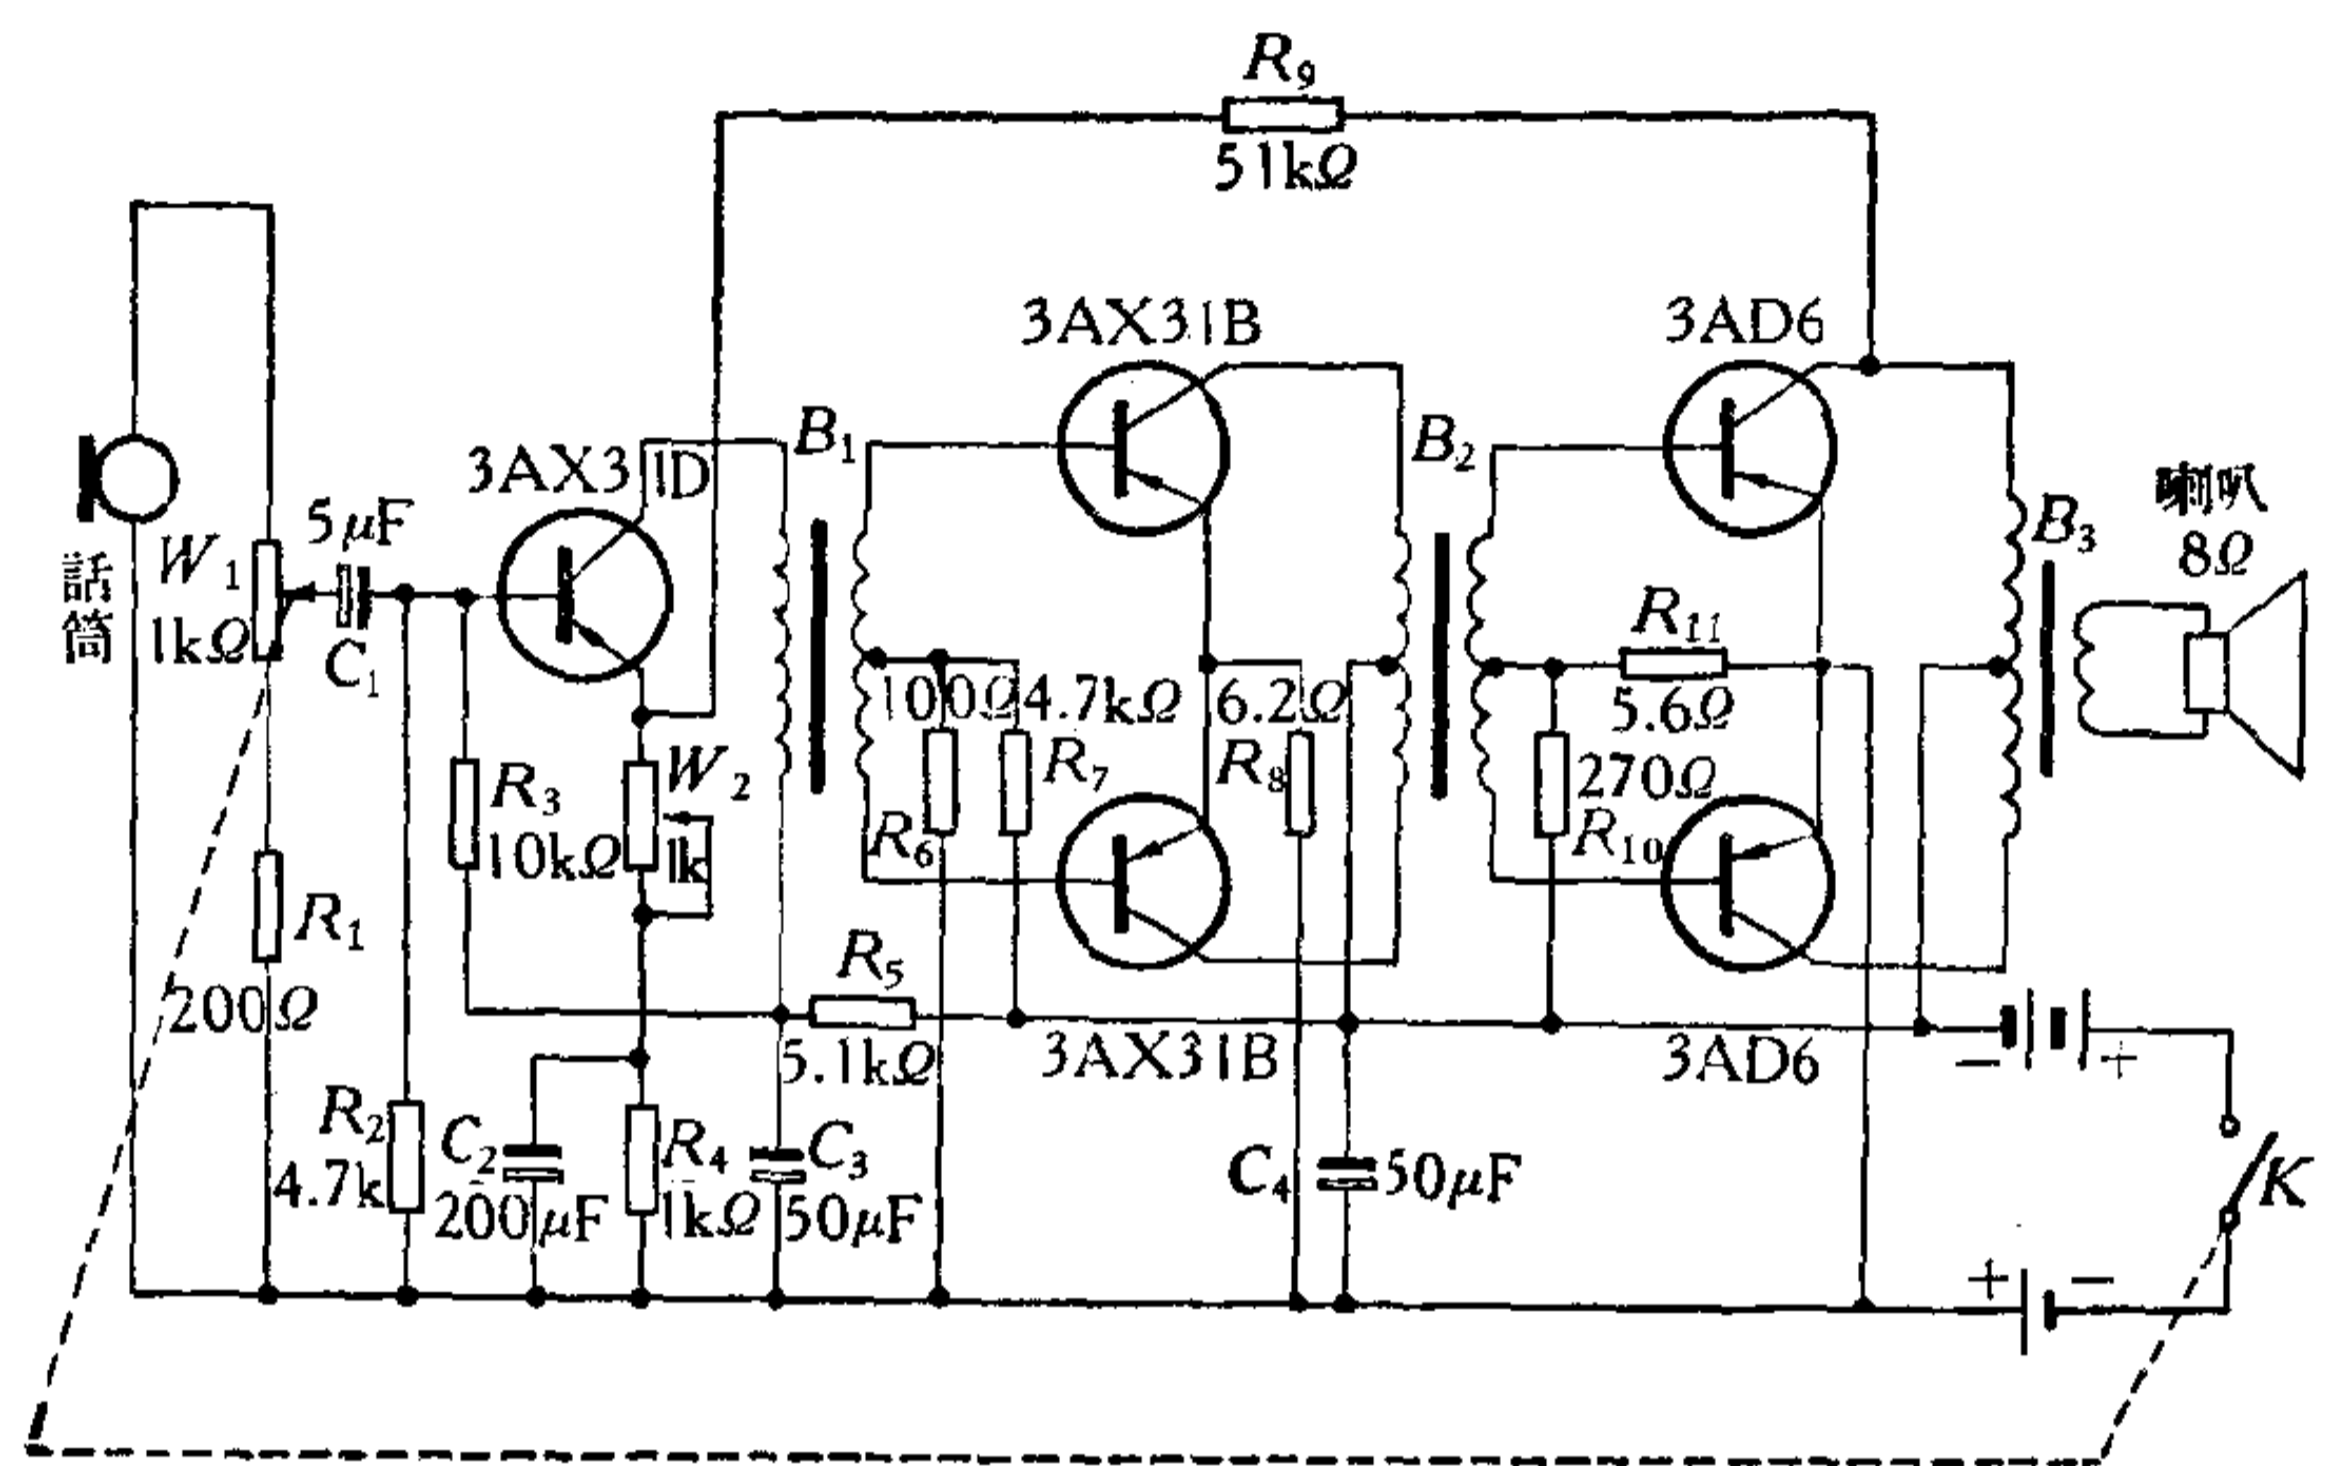 R₉
51kΩ
3AX31B
3AD6
B₁
B₂
3AX31D
喇叭
8Ω
B₃
5μF
W₁
1kΩ
C₁
話筒
R₁₁
5.6Ω
100Ω
4.7kΩ
6.2Ω
W₂
1k
R₃
10kΩ
R₆
R₇
R₈
270Ω
R₁₀
R₁
200Ω
R₅
5.1kΩ
3AX31B
3AD6
− +
R₂
4.7k
C₂
200μF
R₄
1kΩ
C₃
50μF
C₄
50μF
K
+ −